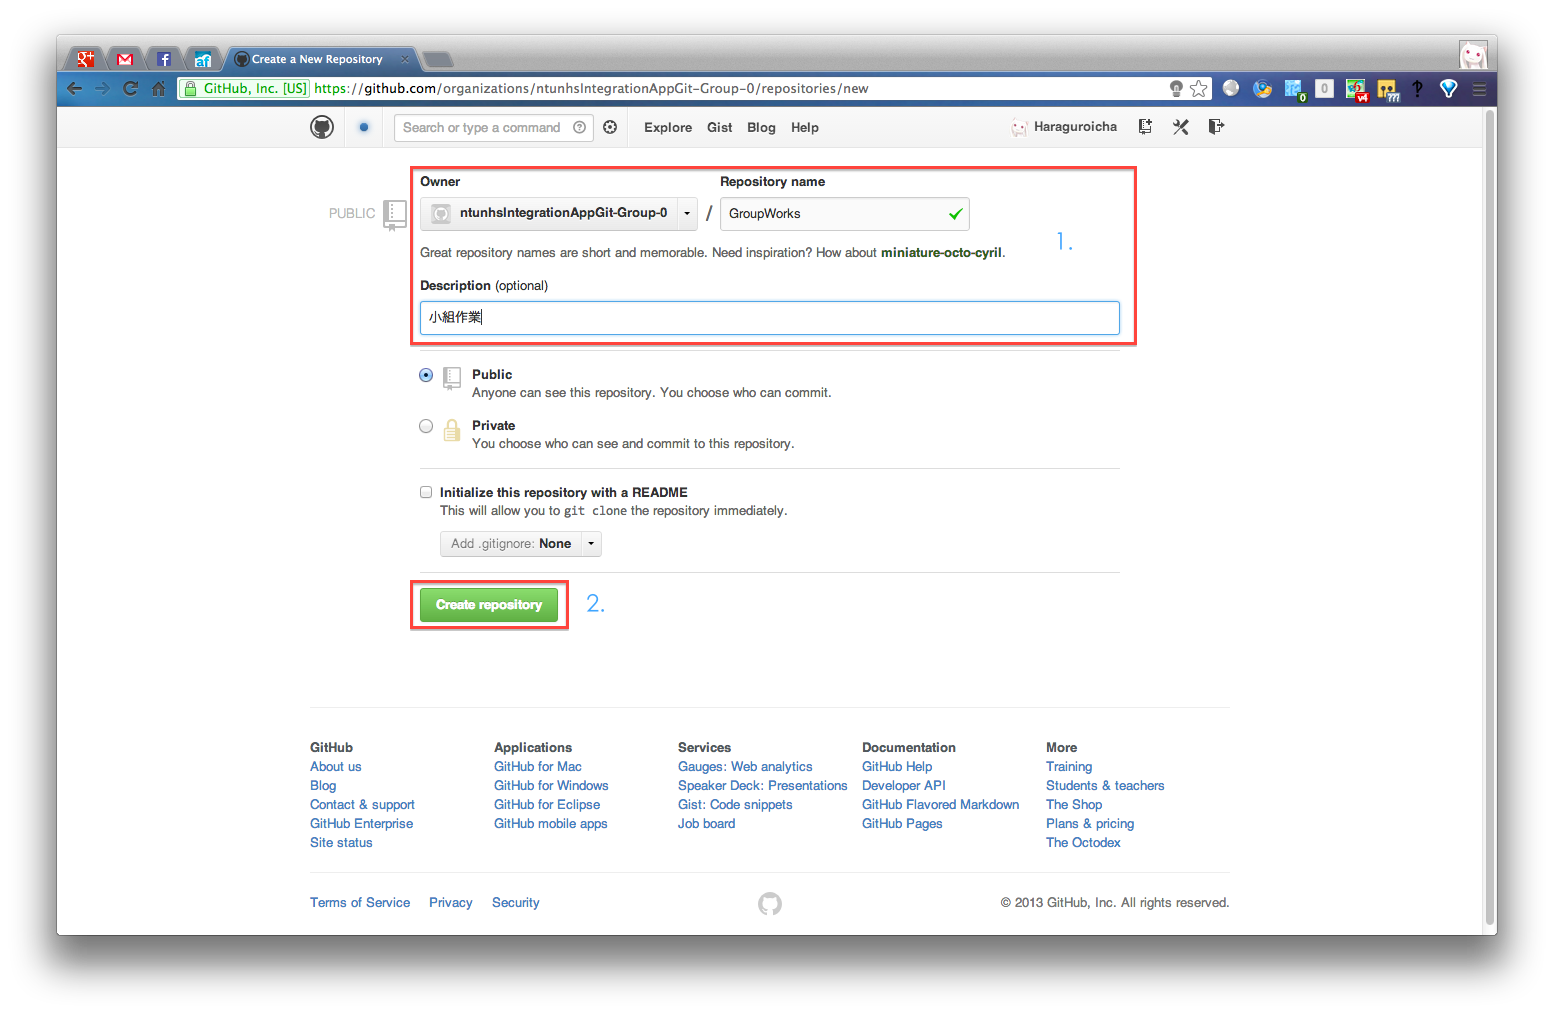 Create a New Repository
GitHub, Inc. [US] https://github.com/organizations/ntunhsIntegrationAppGit-Group-0/repositories/new
Search or type a command
Explore Gist Blog Help
Haraguroicha
Owner Repository name
PUBLIC
ntunhsIntegrationAppGit-Group-0 / GroupWorks
1.
Great repository names are short and memorable. Need inspiration? How about miniature-octo-cyril.
Description (optional)
小組作業
Public
Anyone can see this repository. You choose who can commit.
Private
You choose who can see and commit to this repository.
Initialize this repository with a README
This will allow you to git clone the repository immediately.
Add .gitignore: None
Create repository
2.
GitHub Applications Services Documentation More
About us GitHub for Mac Gauges: Web analytics GitHub Help Training
Blog GitHub for Windows Speaker Deck: Presentations Developer API Students & teachers
Contact & support GitHub for Eclipse Gist: Code snippets GitHub Flavored Markdown The Shop
GitHub Enterprise GitHub mobile apps Job board GitHub Pages Plans & pricing
Site status The Octodex
Terms of Service Privacy Security © 2013 GitHub, Inc. All rights reserved.